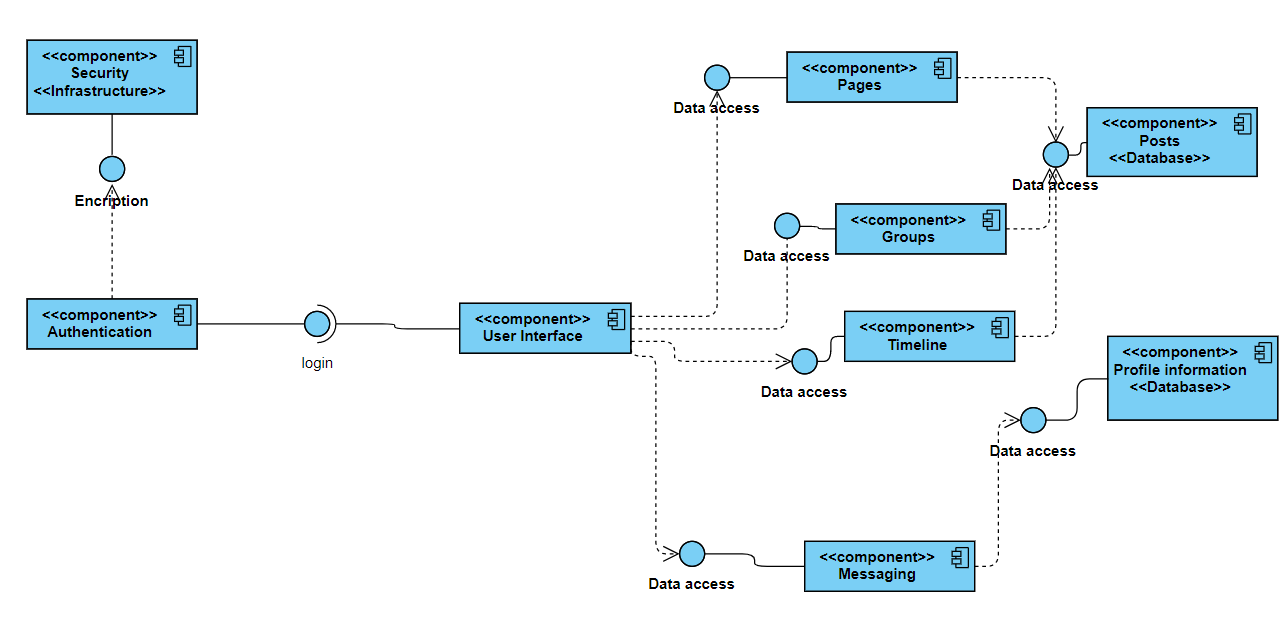 <<component>>
Security
<<Infrastructure>>
Encription
<<component>>
Authentication
login
<<component>>
User Interface
Data access
<<component>>
Pages
<<component>>
Posts
<<Database>>
Data access
<<component>>
Groups
Data access
<<component>>
Timeline
Data access
<<component>>
Profile information
<<Database>>
Data access
<<component>>
Messaging
Data access